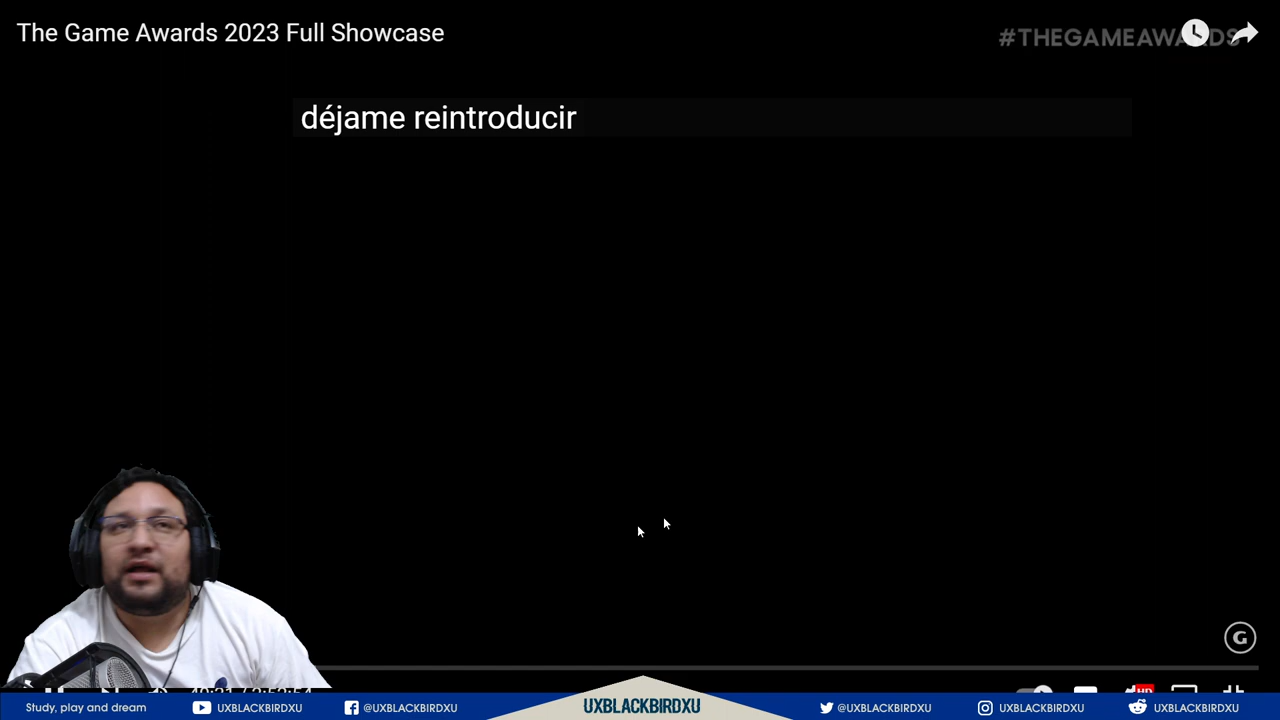 The Game Awards 2023 Full Showcase
#THEGAMEAWARDS
déjame reintroducir
G
HD
Study, play and dream
UXBLACKBIRDXU
@UXBLACKBIRDXU
UXBLACKBIRDXU
@UXBLACKBIRDXU
UXBLACKBIRDXU
UXBLACKBIRDXU